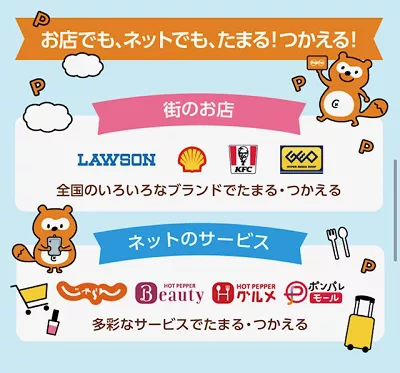 お店でも、ネットでも、たまる!つかえる!
P
P
P
街のお店
LAWSON
KFC
GEO
全国のいろいろなブランドでたまる・つかえる
ネットのサービス
P
P
じゃらん
HOT PEPPER Beauty
HOT PEPPER グルメ
ポンパレモール
多彩なサービスでたまる・つかえる